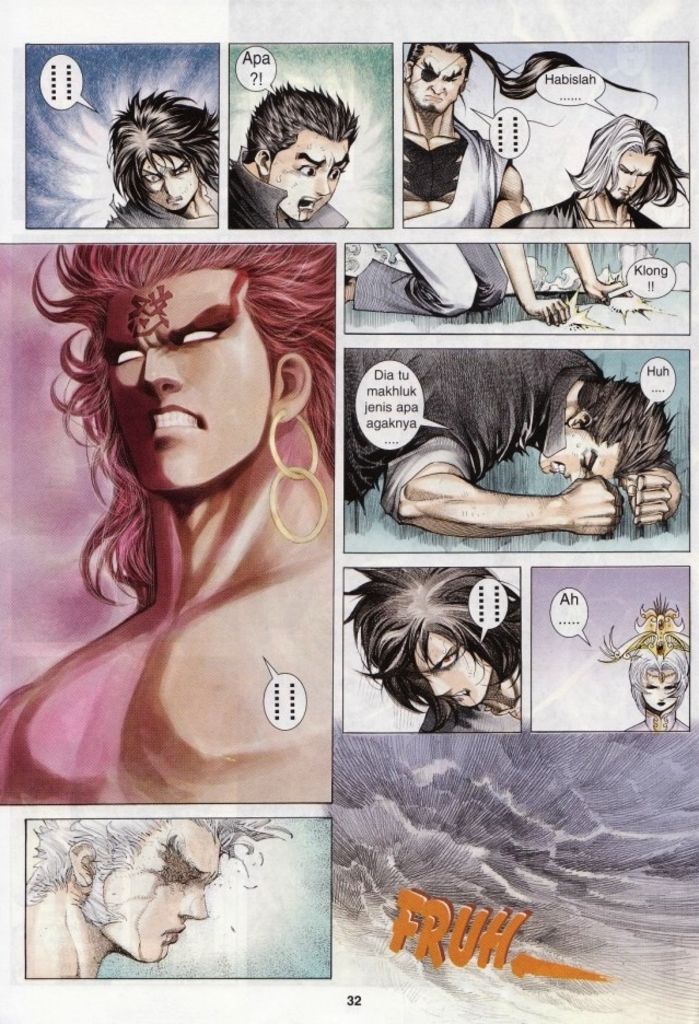 ......
Apa
?!
......
Habislah
......
Klong
!!
Dia tu
makhluk
jenis apa
agaknya
....
Huh
....
......
......
Ah
.....
FRUH
32